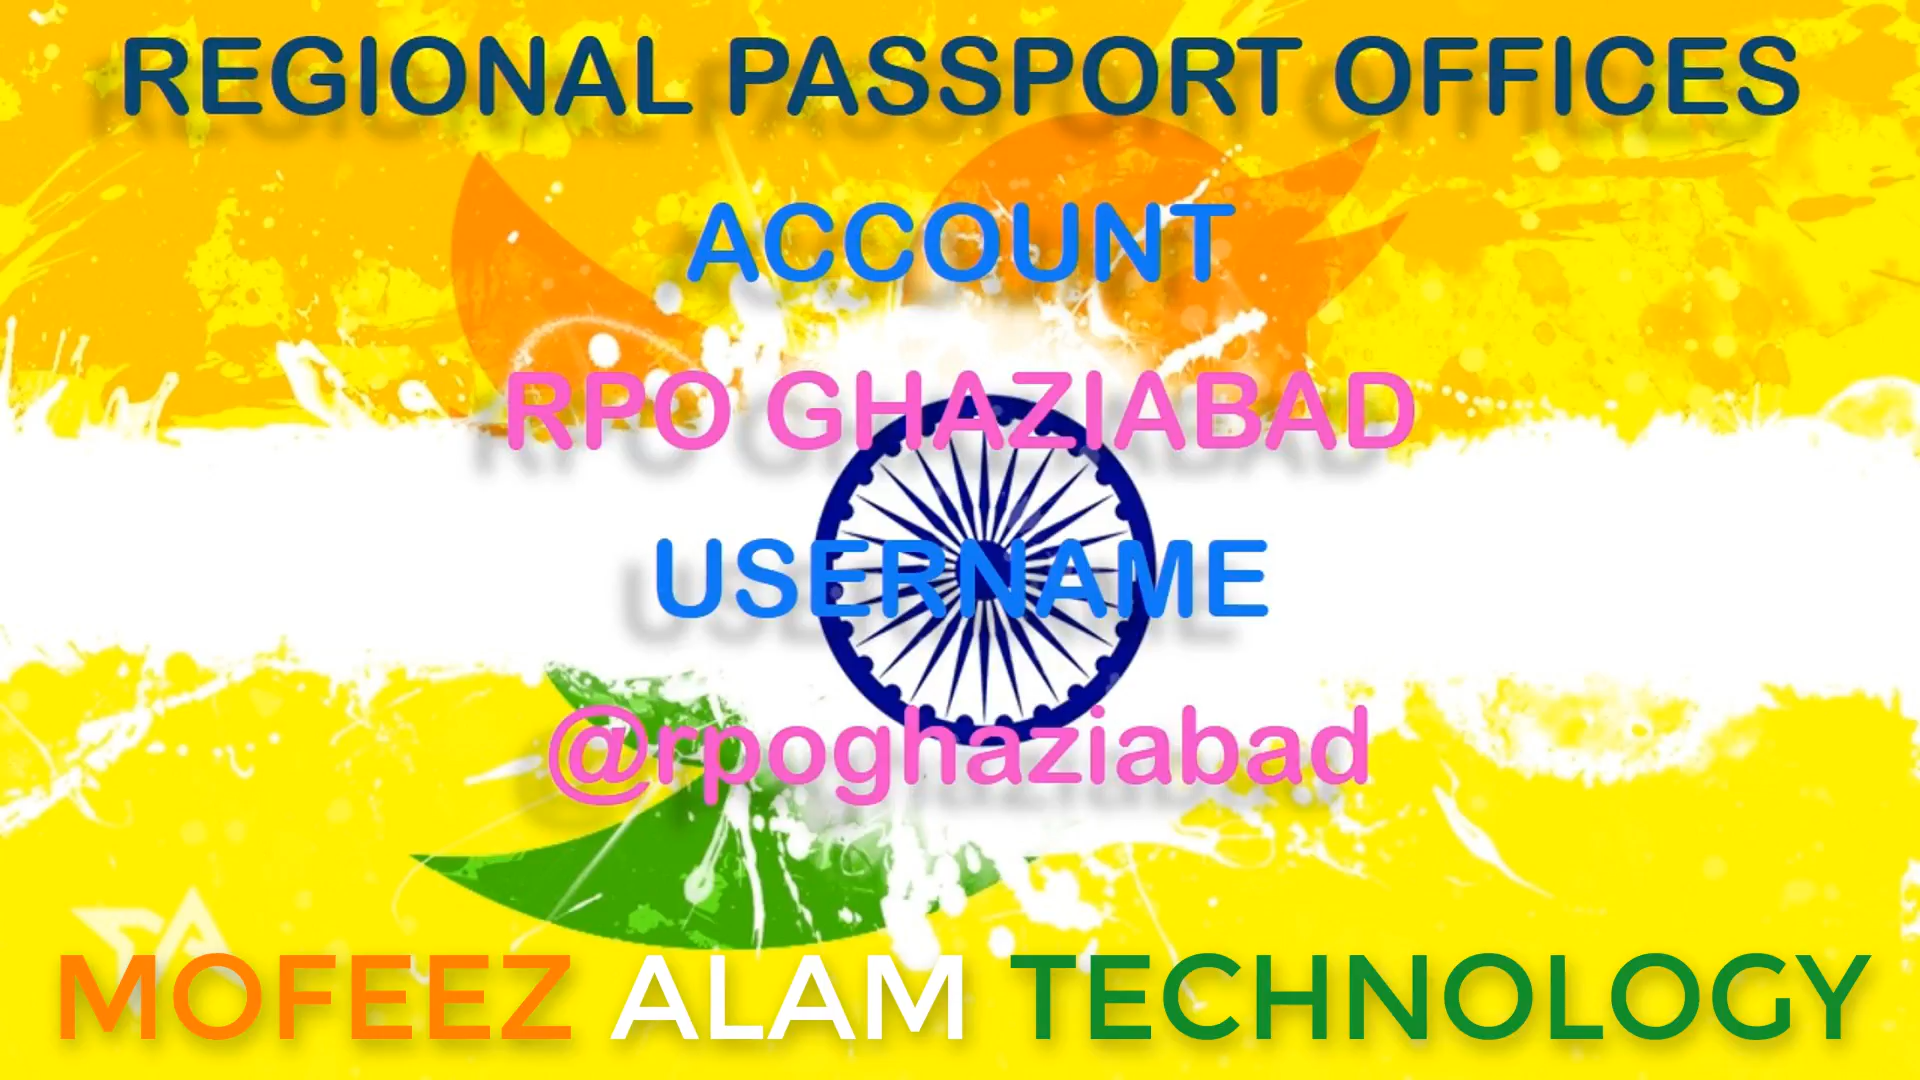 REGIONAL PASSPORT OFFICES
ACCOUNT
RPO GHAZIABAD
USERNAME
@rpoghaziabad
MOFEEZ ALAM TECHNOLOGY